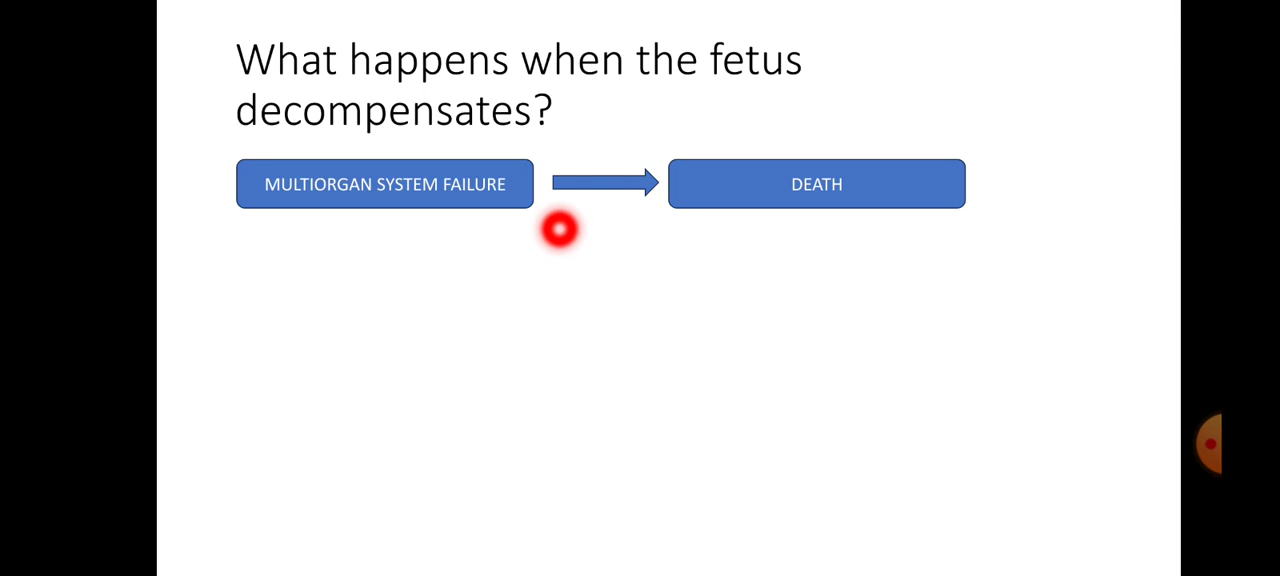 What happens when the fetus
decompensates?
MULTIORGAN SYSTEM FAILURE
DEATH